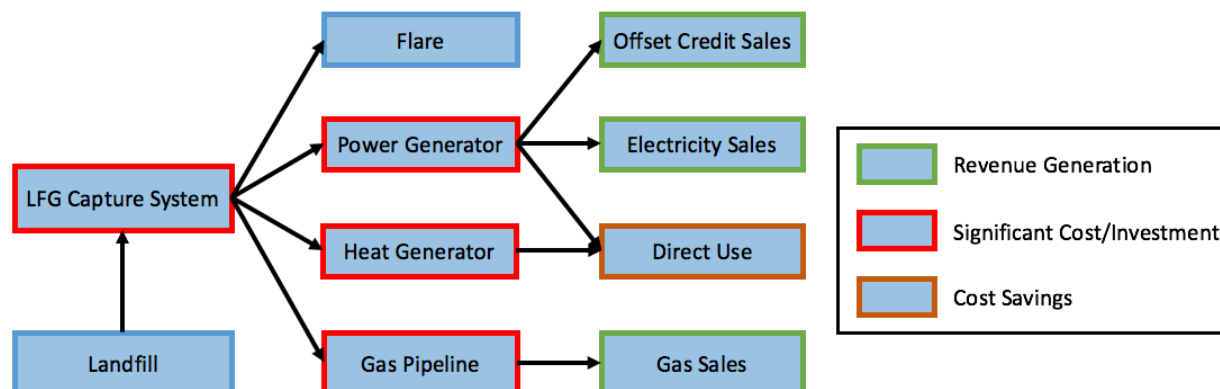 Flare
Offset Credit Sales
Power Generator
Electricity Sales
LFG Capture System
Heat Generator
Direct Use
Landfill
Gas Pipeline
Gas Sales
Revenue Generation
Significant Cost/Investment
Cost Savings